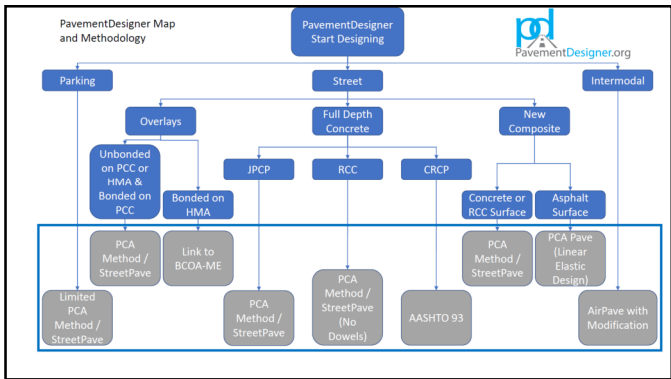 PavementDesigner Map
and Methodology
PavementDesigner
Start Designing
pd
PavementDesigner.org
Parking
Street
Intermodal
Overlays
Full Depth
Concrete
New
Composite
Unbonded
on PCC or
HMA &
Bonded on
PCC
Bonded on
HMA
JPCP
RCC
CRCP
Concrete or
RCC Surface
Asphalt
Surface
PCA
Method /
StreetPave
Link to
BCOA-ME
PCA
Method /
StreetPave
PCA Pave
(Linear
Elastic
Design)
Limited
PCA
Method /
StreetPave
PCA
Method /
StreetPave
PCA
Method /
StreetPave
(No
Dowels)
AASHTO 93
AirPave with
Modification